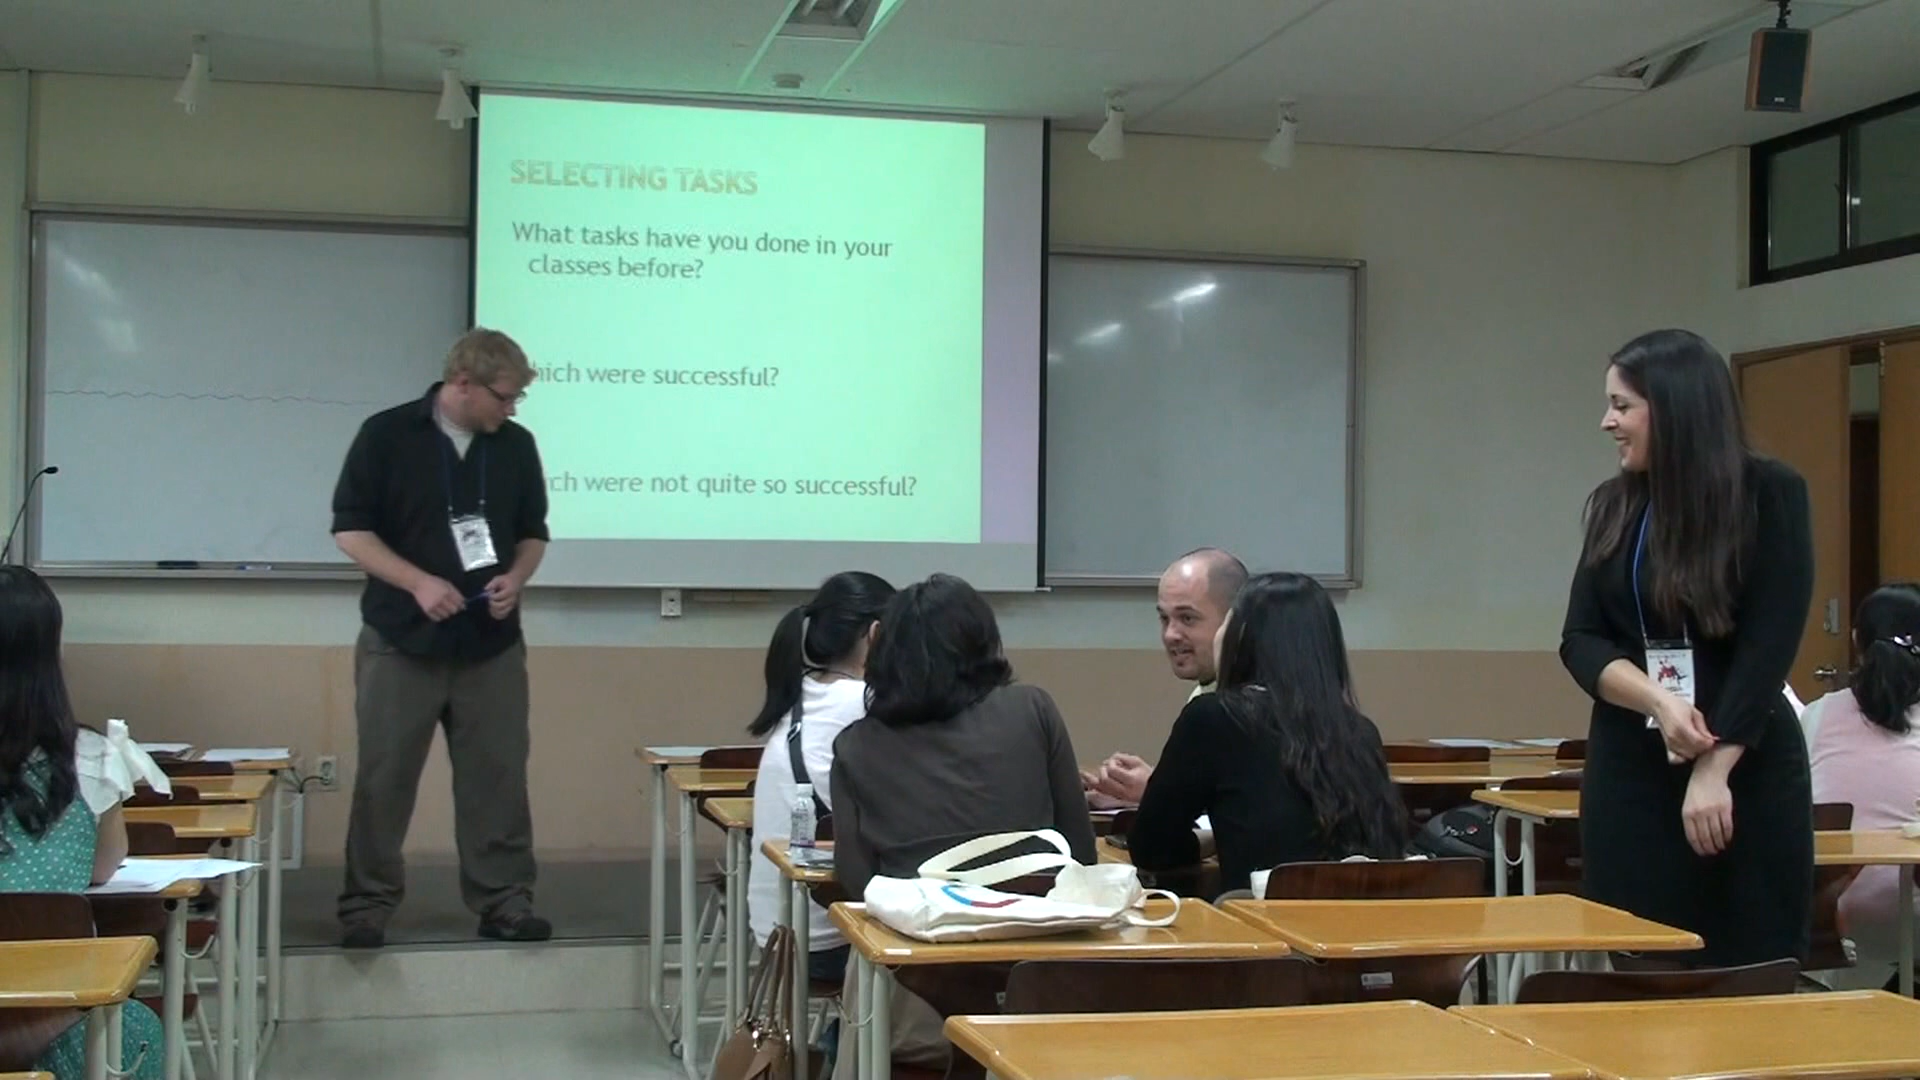 SELECTING TASKS
What tasks have you done in your
classes before?
hich were successful?
ch were not quite so successful?